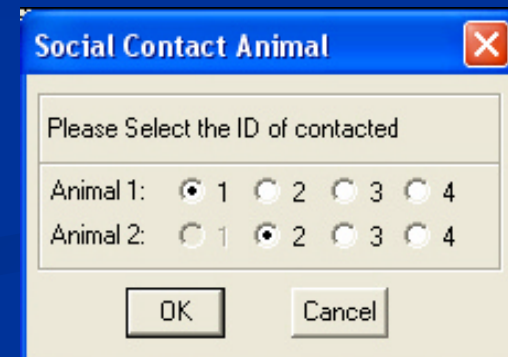 Social Contact Animal
Please Select the ID of contacted
Animal 1: 1 2 3 4
Animal 2: 1 2 3 4
OK Cancel